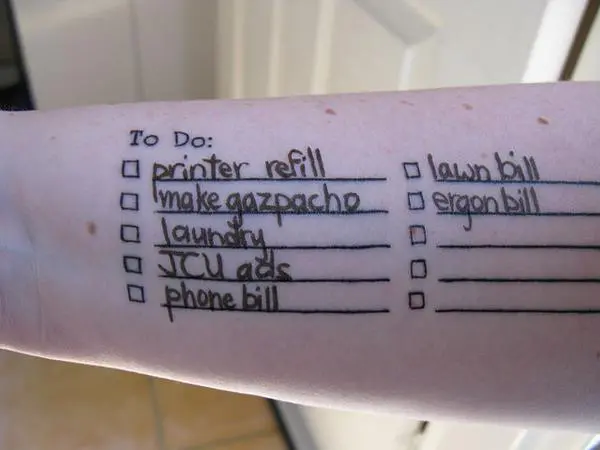 To Do:
printer refill
make gazpacho
laundry
JCU ads
phone bill
lawn bill
ergon bill